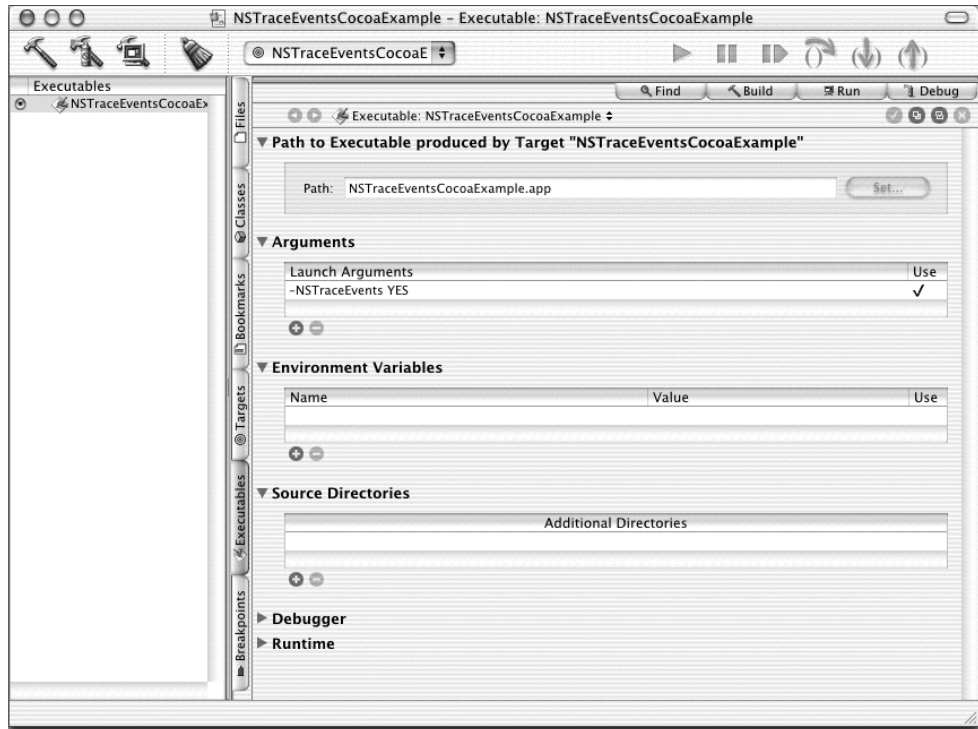 NSTraceEventsCocoaExample – Executable: NSTraceEventsCocoaExample
NSTraceEventsCocoaE
Executables
NSTraceEventsCocoaEx
Files
Classes
Bookmarks
Targets
Executables
Breakpoints
Find
Build
Run
Debug
Executable: NSTraceEventsCocoaExample
Path to Executable produced by Target "NSTraceEventsCocoaExample"
Path: NSTraceEventsCocoaExample.app
Set...
Arguments
Launch Arguments Use
-NSTraceEvents YES
Environment Variables
Name Value Use
Source Directories
Additional Directories
Debugger
Runtime